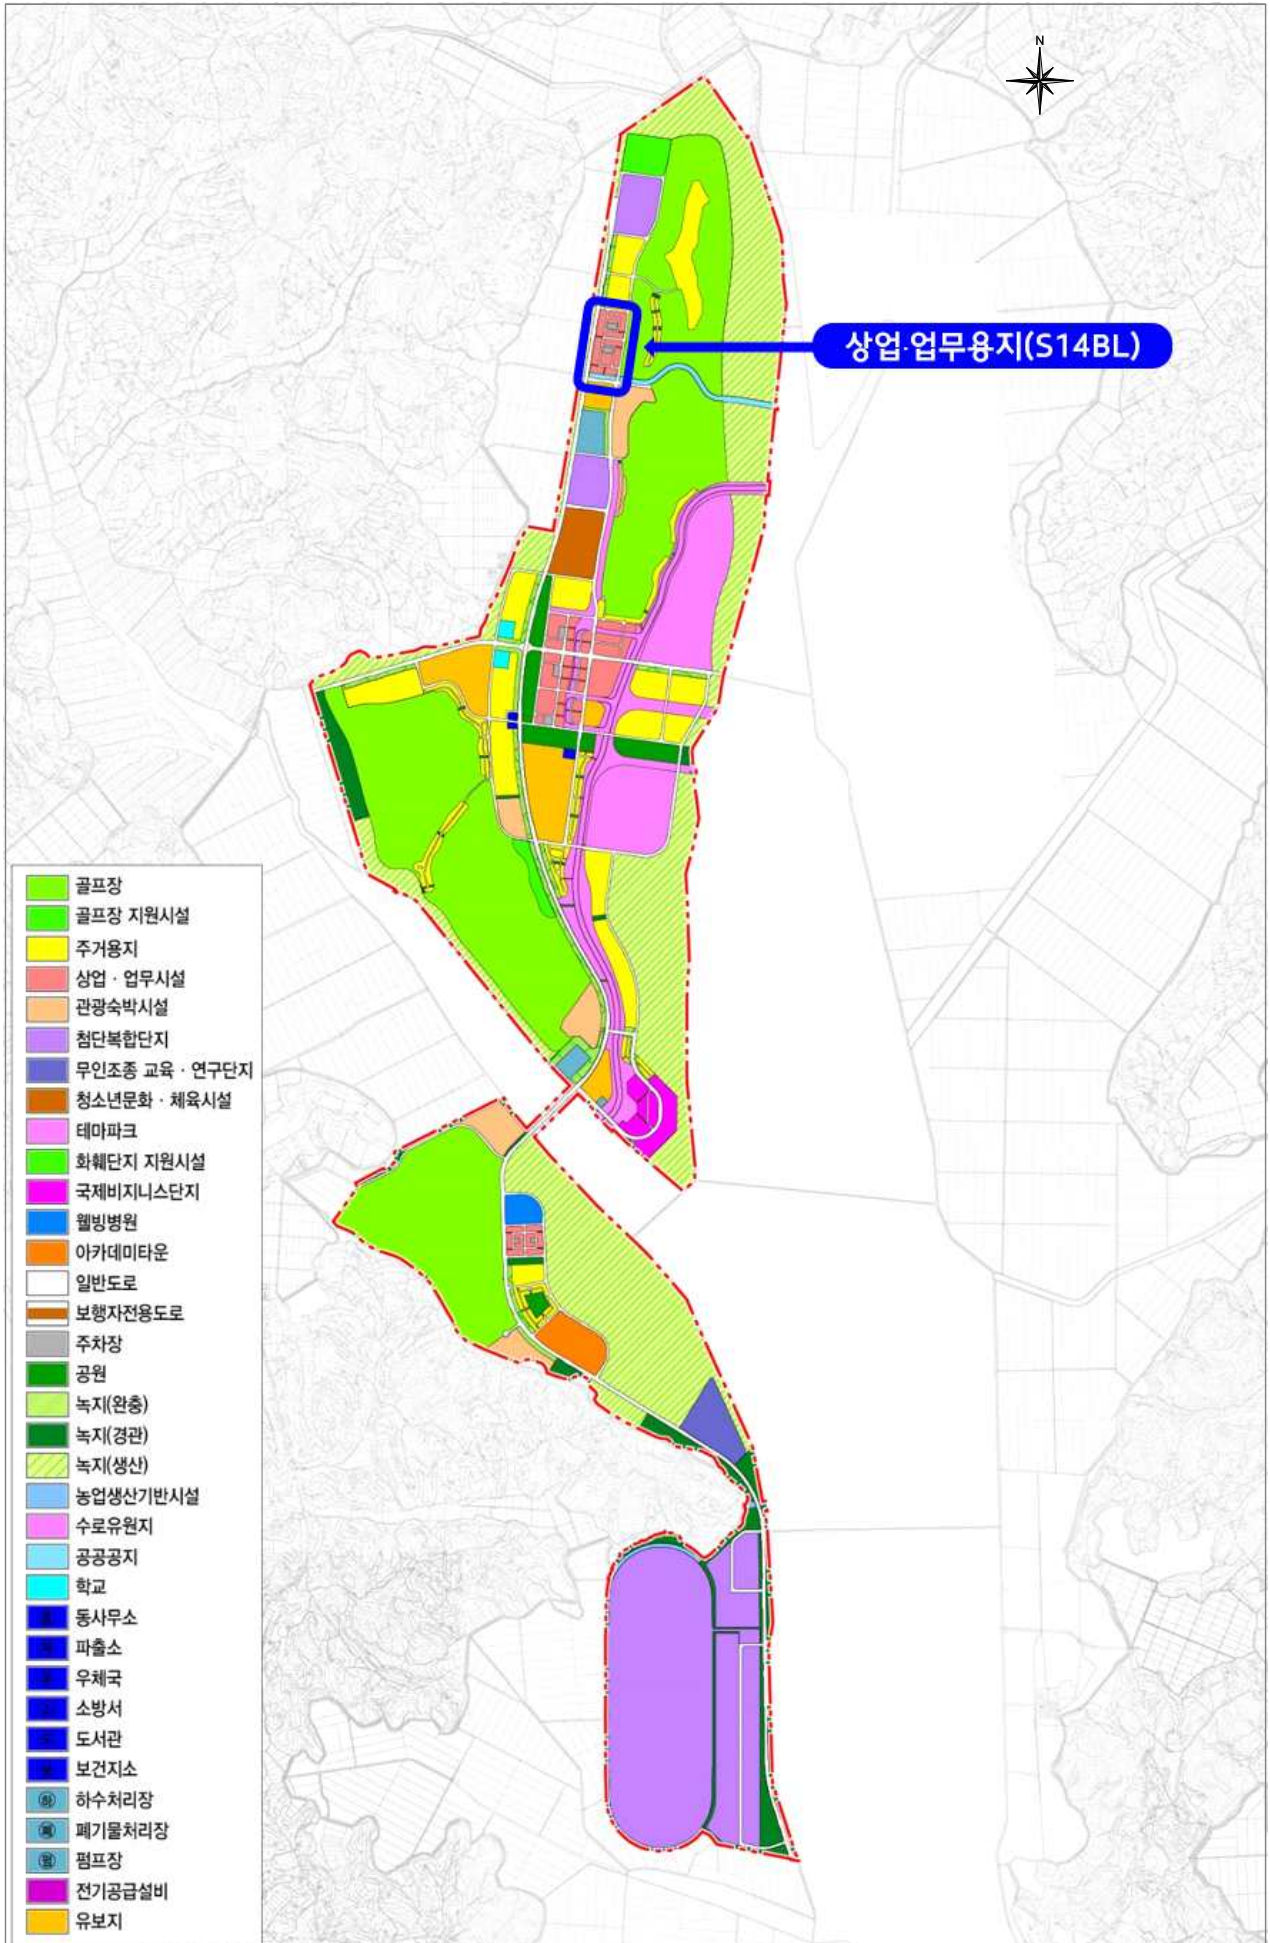 N
상업·업무용지(S14BL)
골프장
골프장 지원시설
주거용지
상업 · 업무시설
관광숙박시설
첨단복합단지
무인조종 교육 · 연구단지
청소년문화 · 체육시설
테마파크
화훼단지 지원시설
국제비지니스단지
웰빙병원
아카데미타운
일반도로
보행자전용도로
주차장
공원
녹지(완충)
녹지(경관)
녹지(생산)
농업생산기반시설
수로유원지
공공공지
학교
동사무소
파출소
우체국
소방서
도서관
보건지소
하수처리장
폐기물처리장
펌프장
전기공급설비
유보지